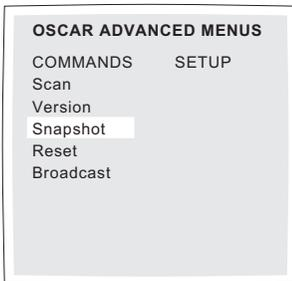 OSCAR ADVANCED MENUS
COMMANDS SETUP
Scan
Version
Snapshot
Reset
Broadcast